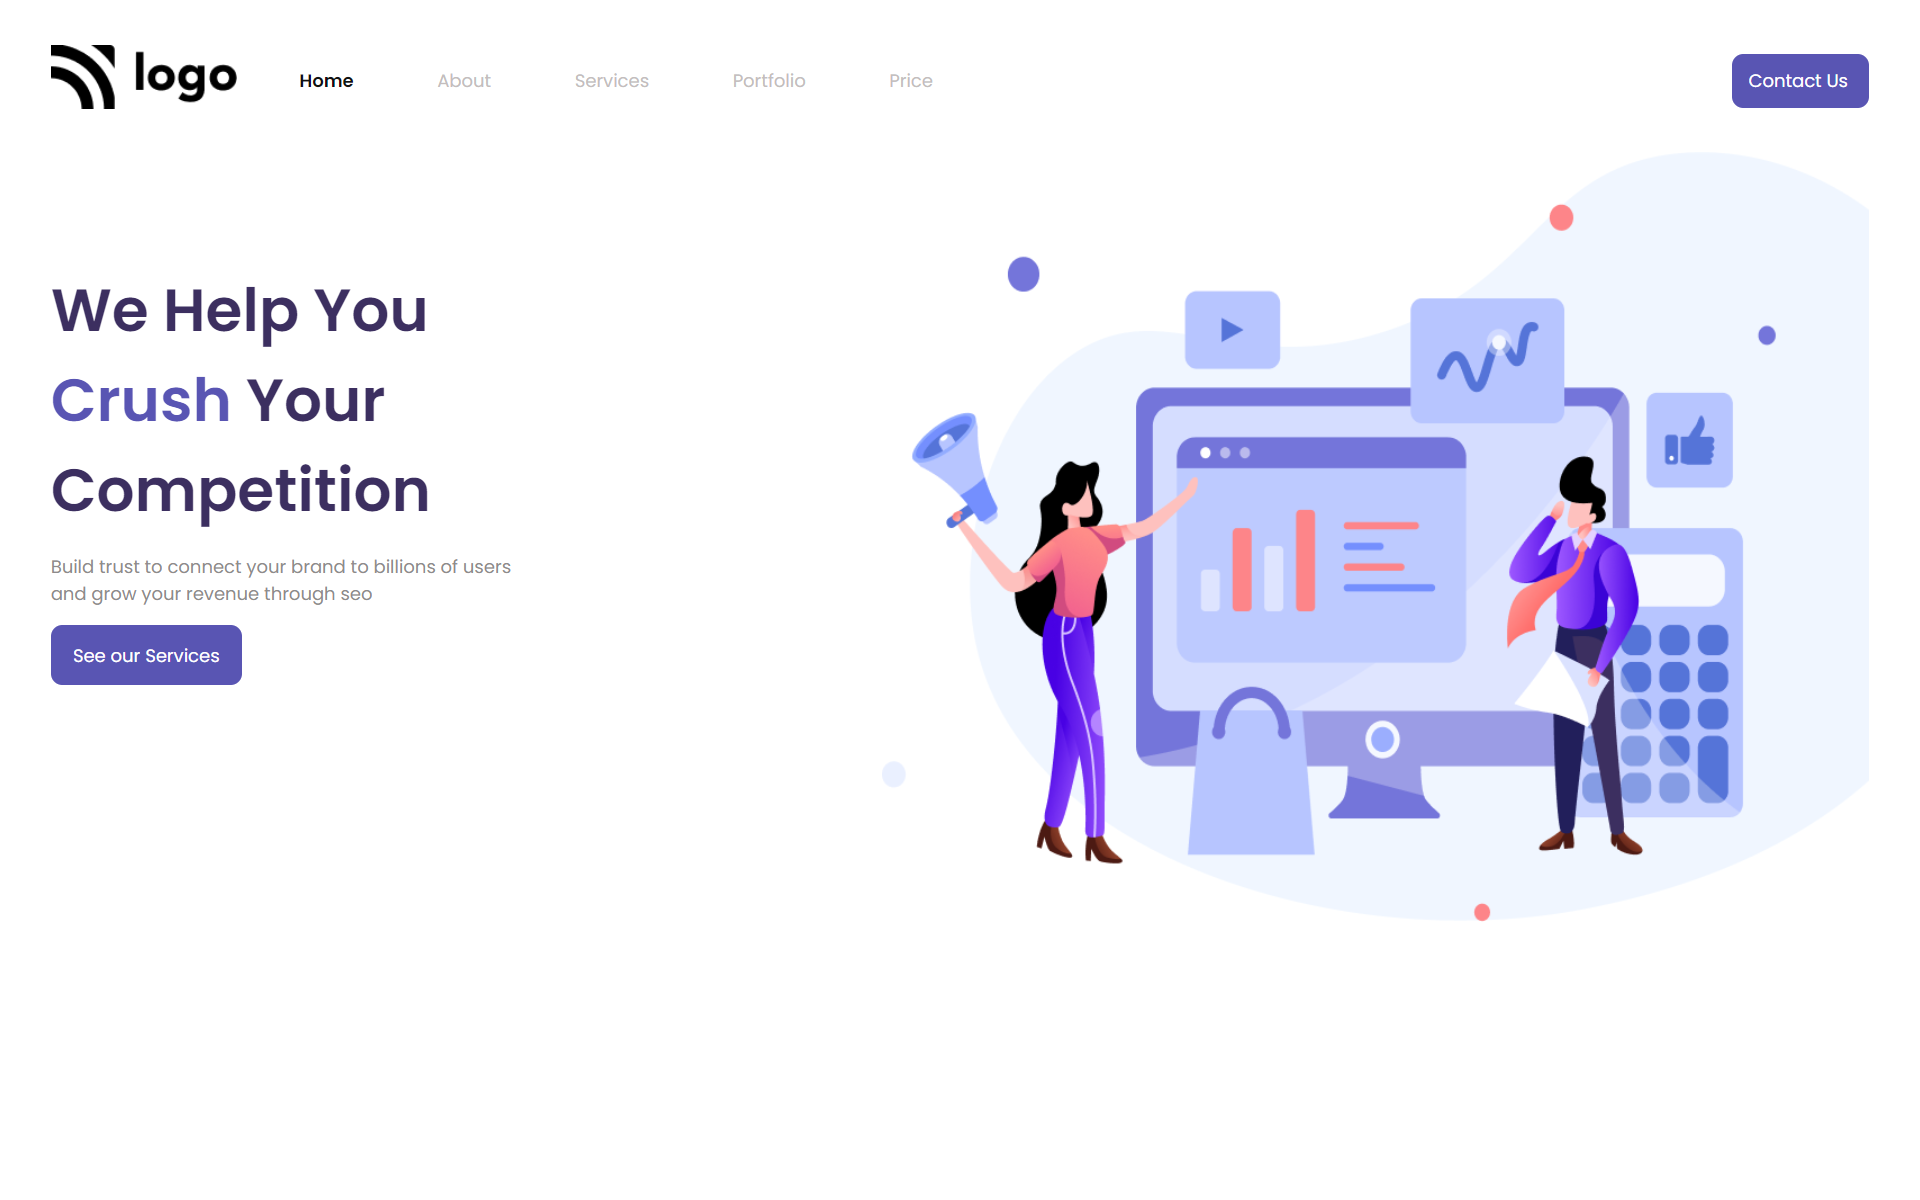 logo
Home
About
Services
Portfolio
Price
Contact Us
We Help You
Crush Your
Competition
Build trust to connect your brand to billions of users
and grow your revenue through seo
See our Services